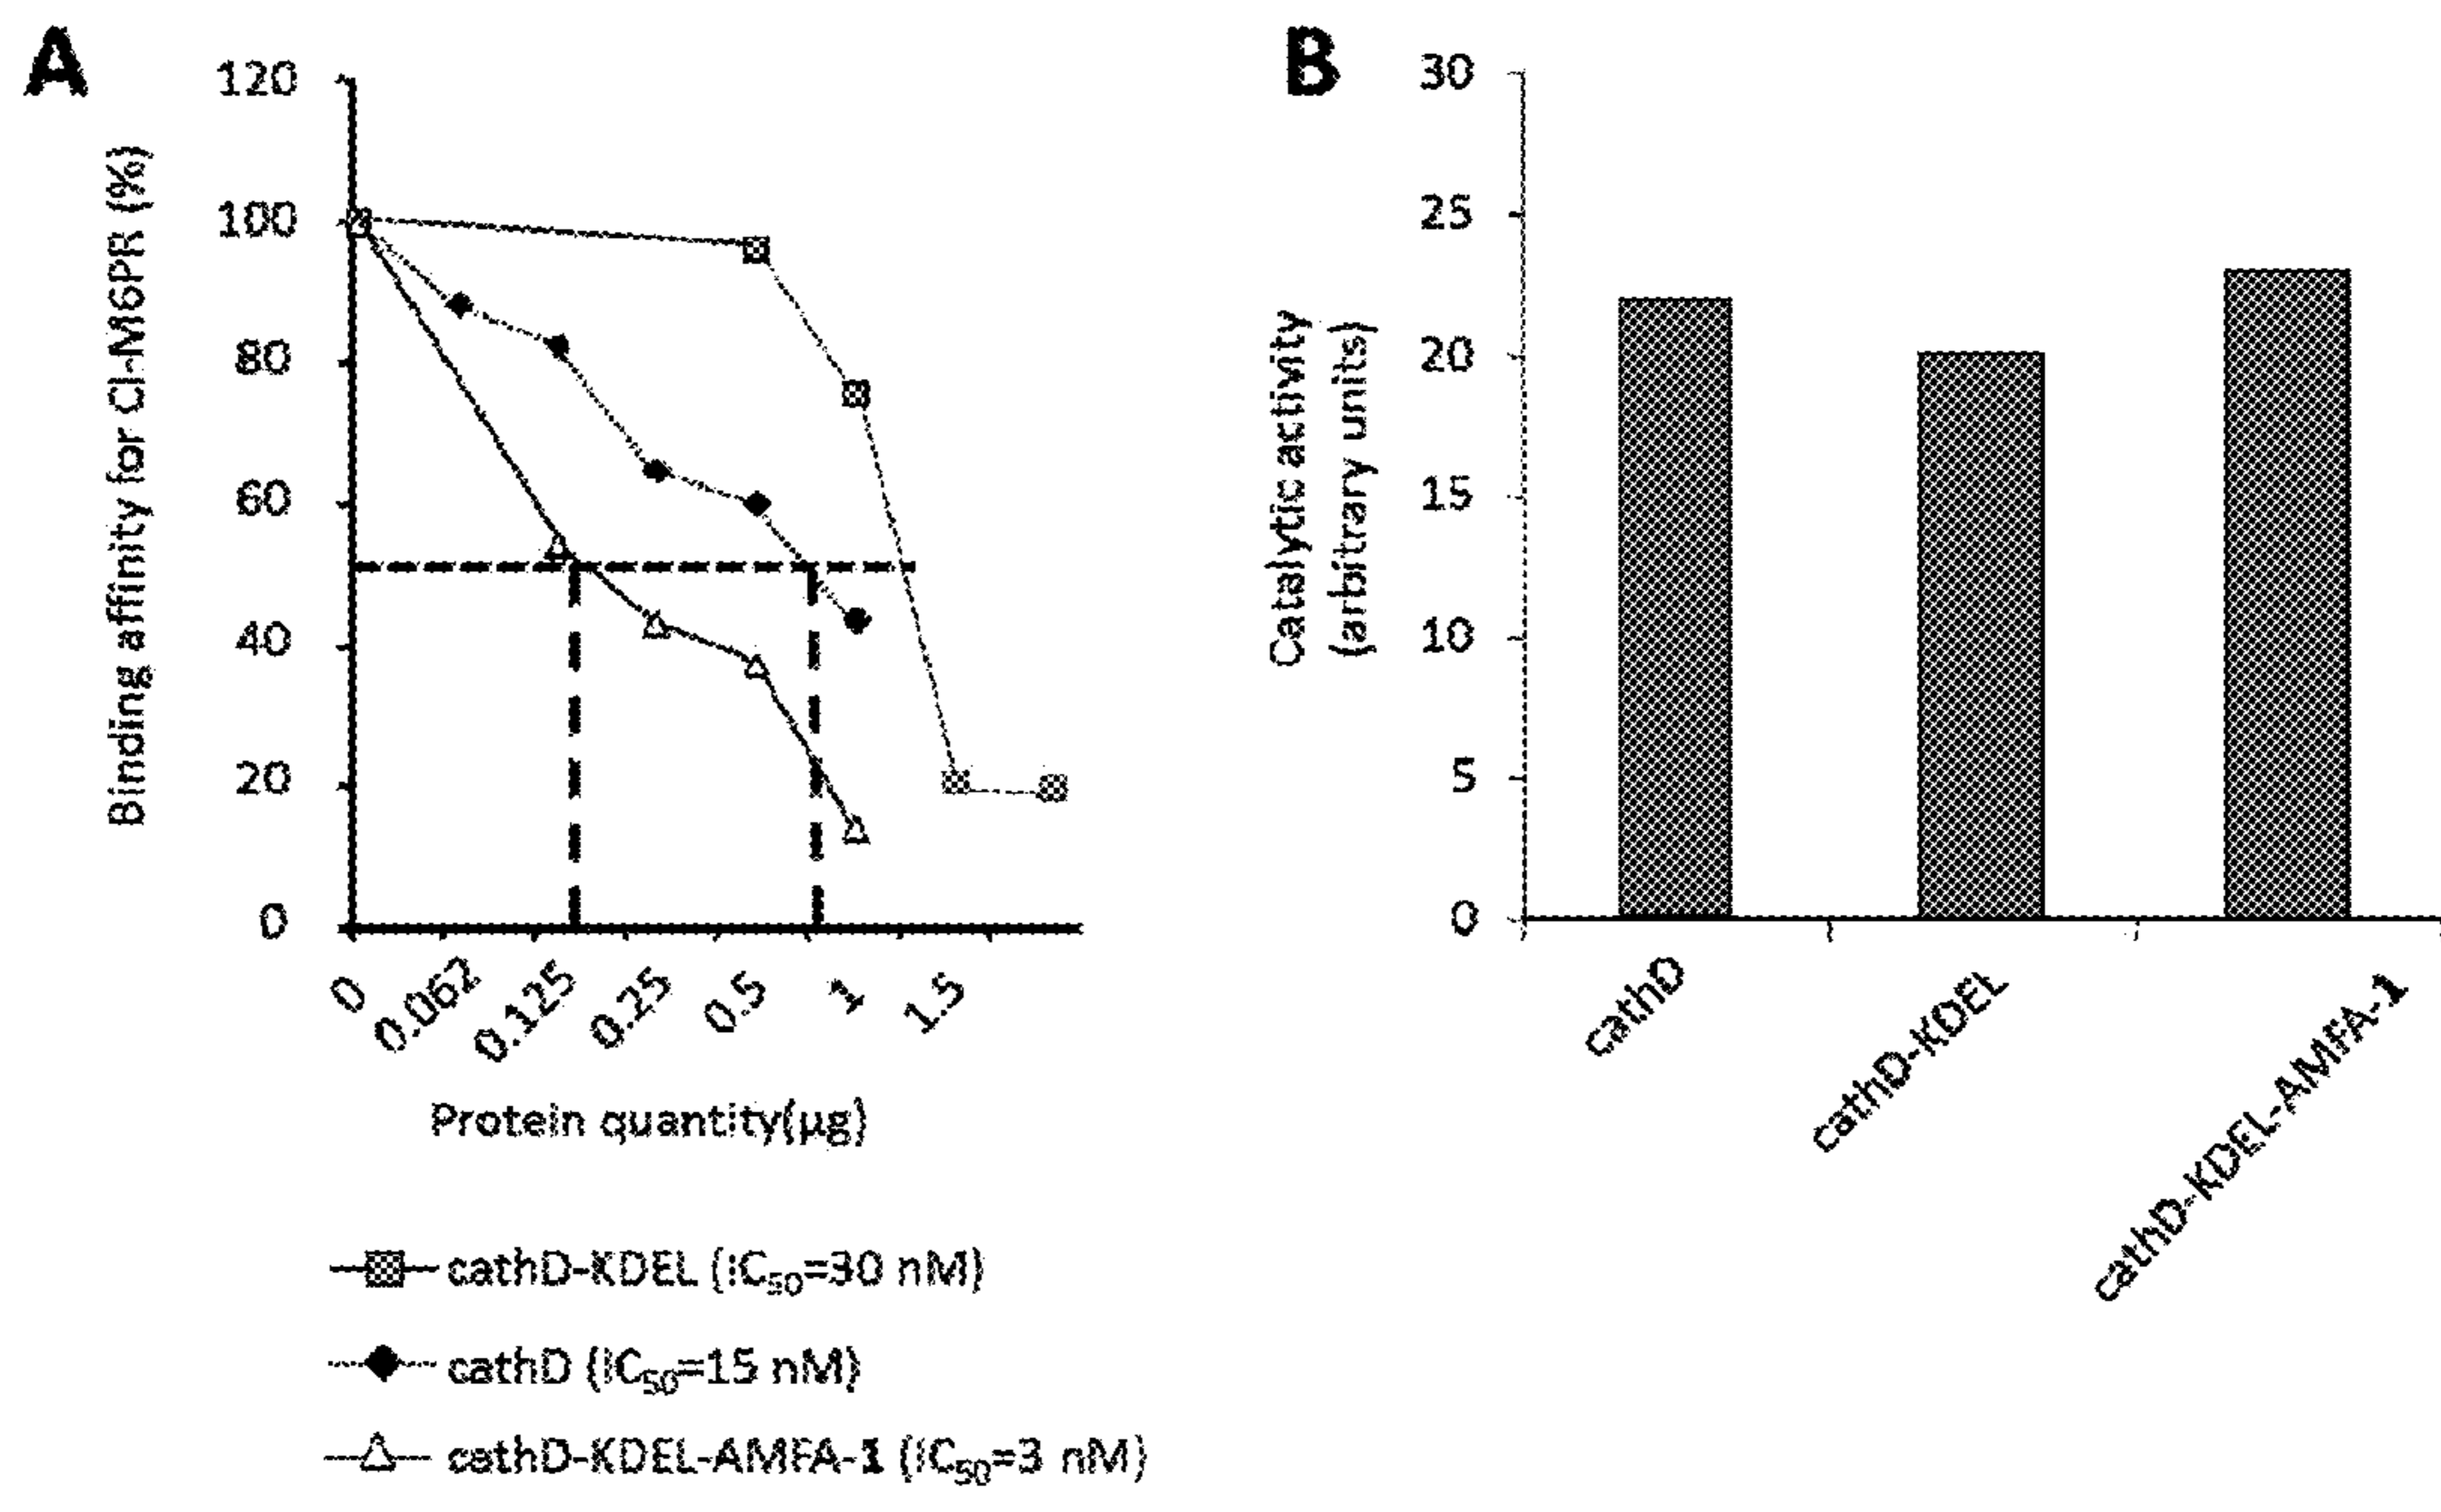 A
120
100
80
60
40
20
0
Binding affinity for CI-M6PR (%)
0
0.062
0.125
0.25
0.5
1
1.5
Protein quantity(µg)
cathD-KDEL (IC50=30 nM)
cathD (IC50=15 nM)
cathD-KDEL-AMFA-1 (IC50=3 nM)
B
30
25
20
15
10
5
0
Catalytic activity
(arbitrary units)
cathD
cathD-KDEL
cathD-KDEL-AMFA-1